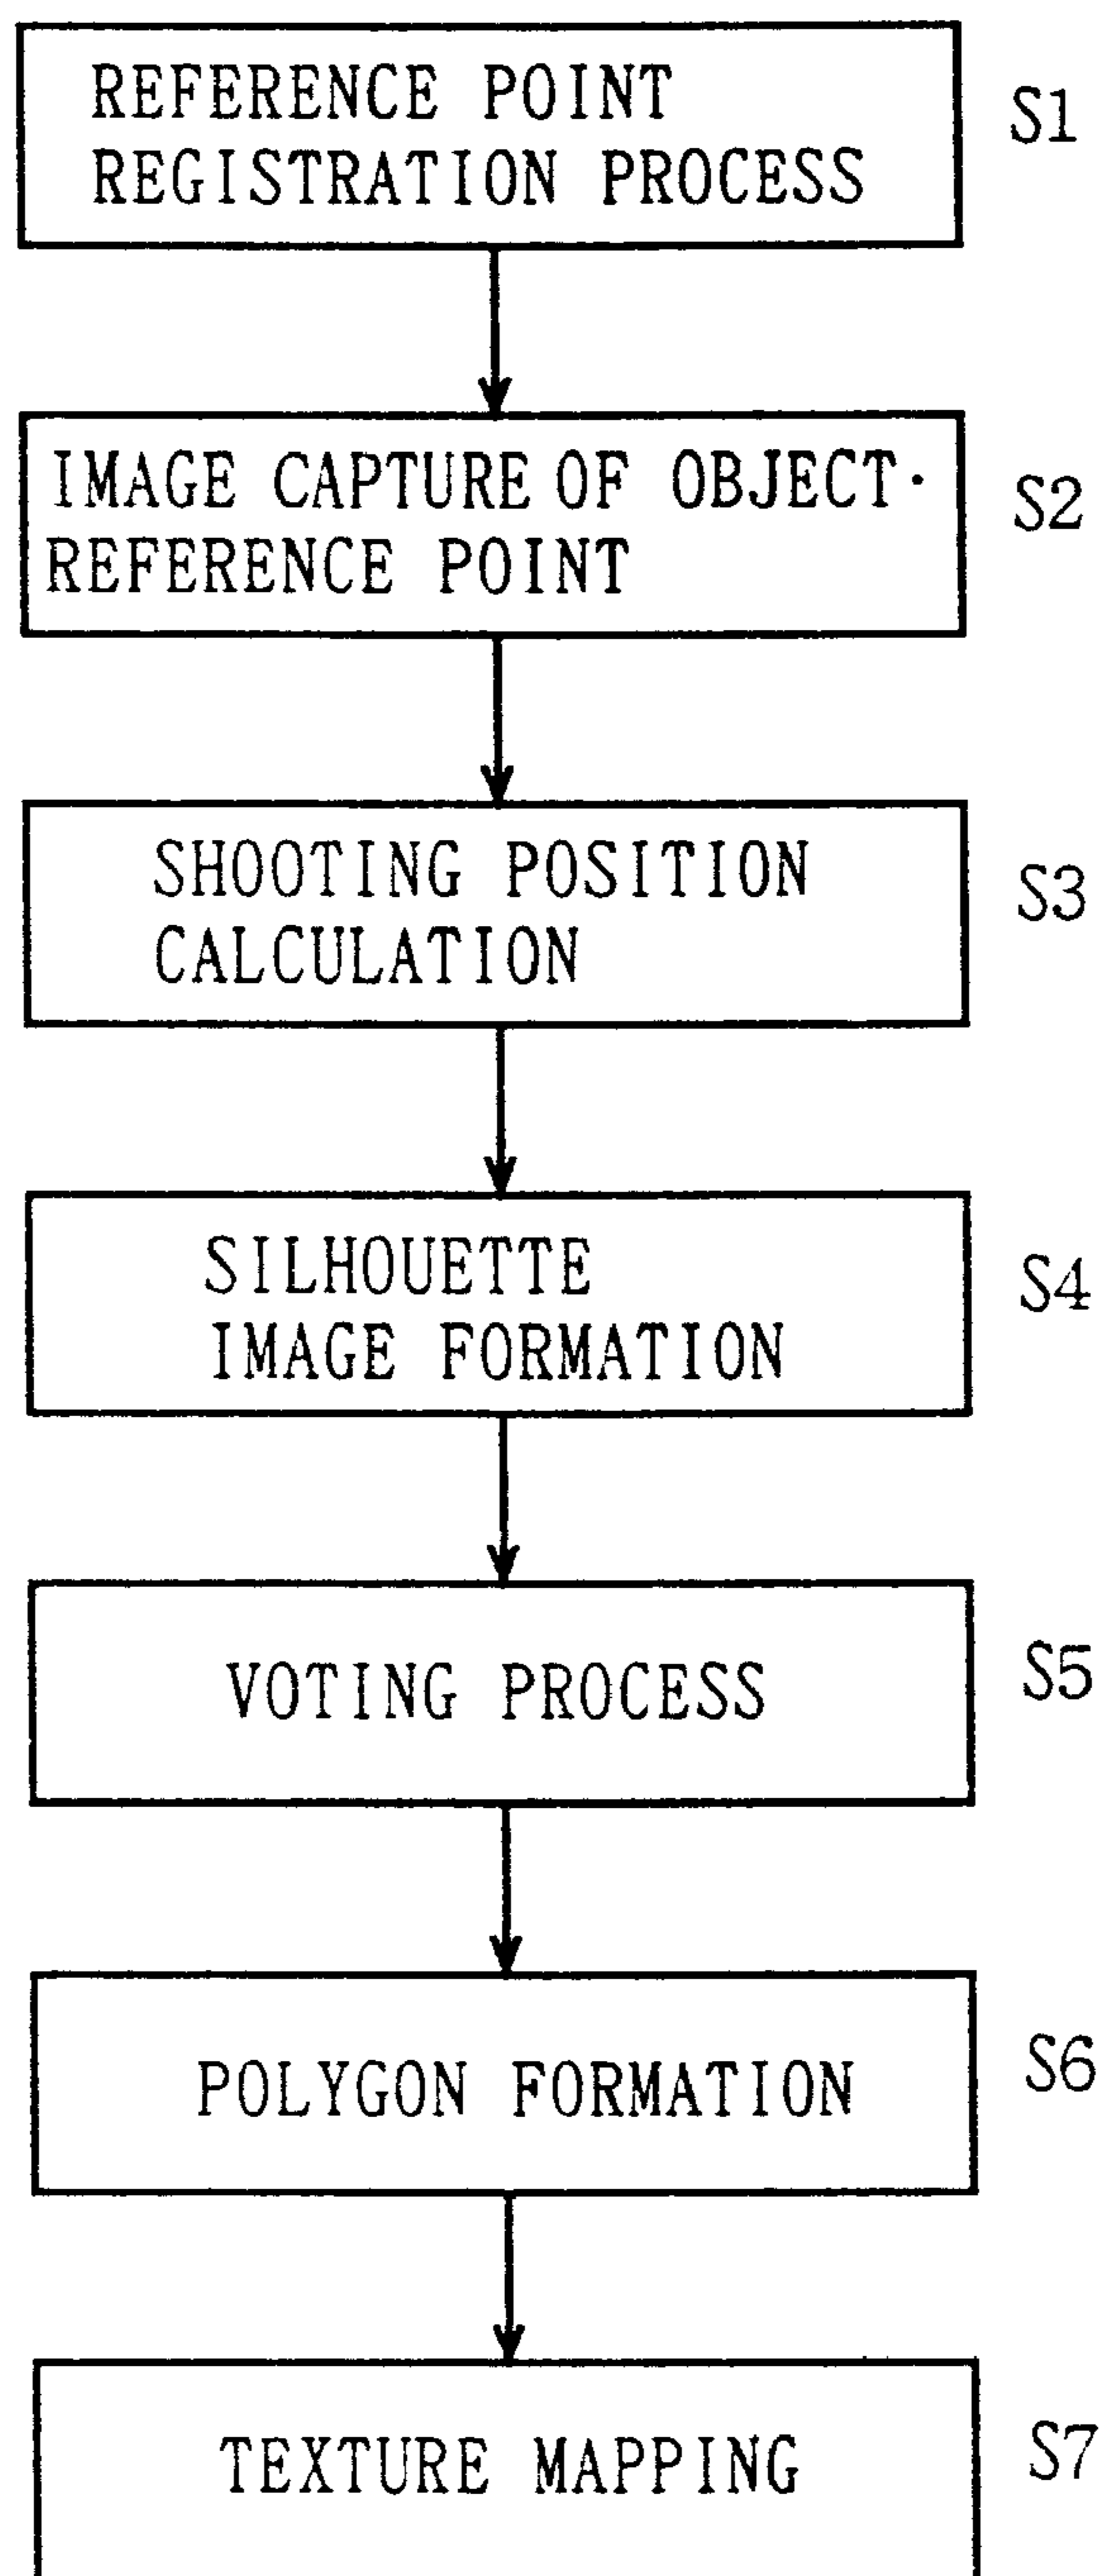 REFERENCE POINT
REGISTRATION PROCESS
S1
IMAGE CAPTURE OF OBJECT·
REFERENCE POINT
S2
SHOOTING POSITION
CALCULATION
S3
SILHOUETTE
IMAGE FORMATION
S4
VOTING PROCESS
S5
POLYGON FORMATION
S6
TEXTURE MAPPING
S7